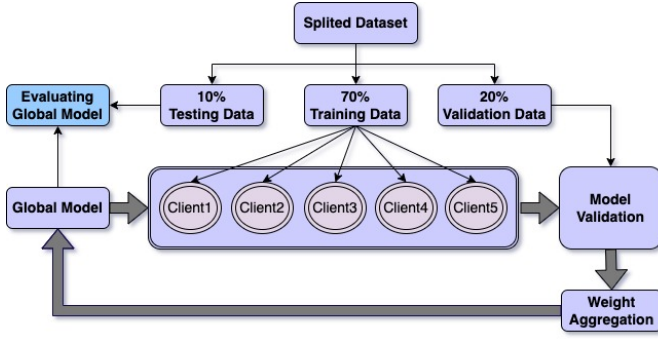 Splited Dataset
Evaluating
Global Model
10%
Testing Data
70%
Training Data
20%
Validation Data
Global Model
Client1
Client2
Client3
Client4
Client5
Model
Validation
Weight
Aggregation